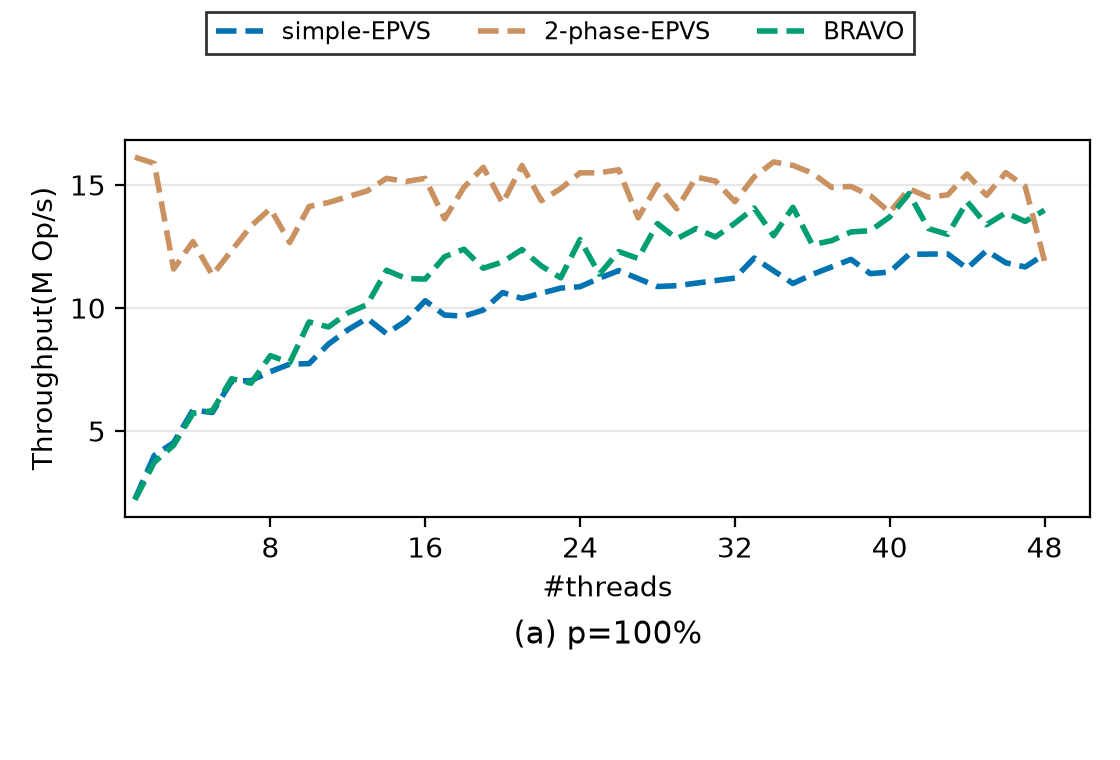 simple-EPVS 2-phase-EPVS BRAVO
Throughput(M Op/s)
15
10
5
8 16 24 32 40 48
#threads
(a) p=100%